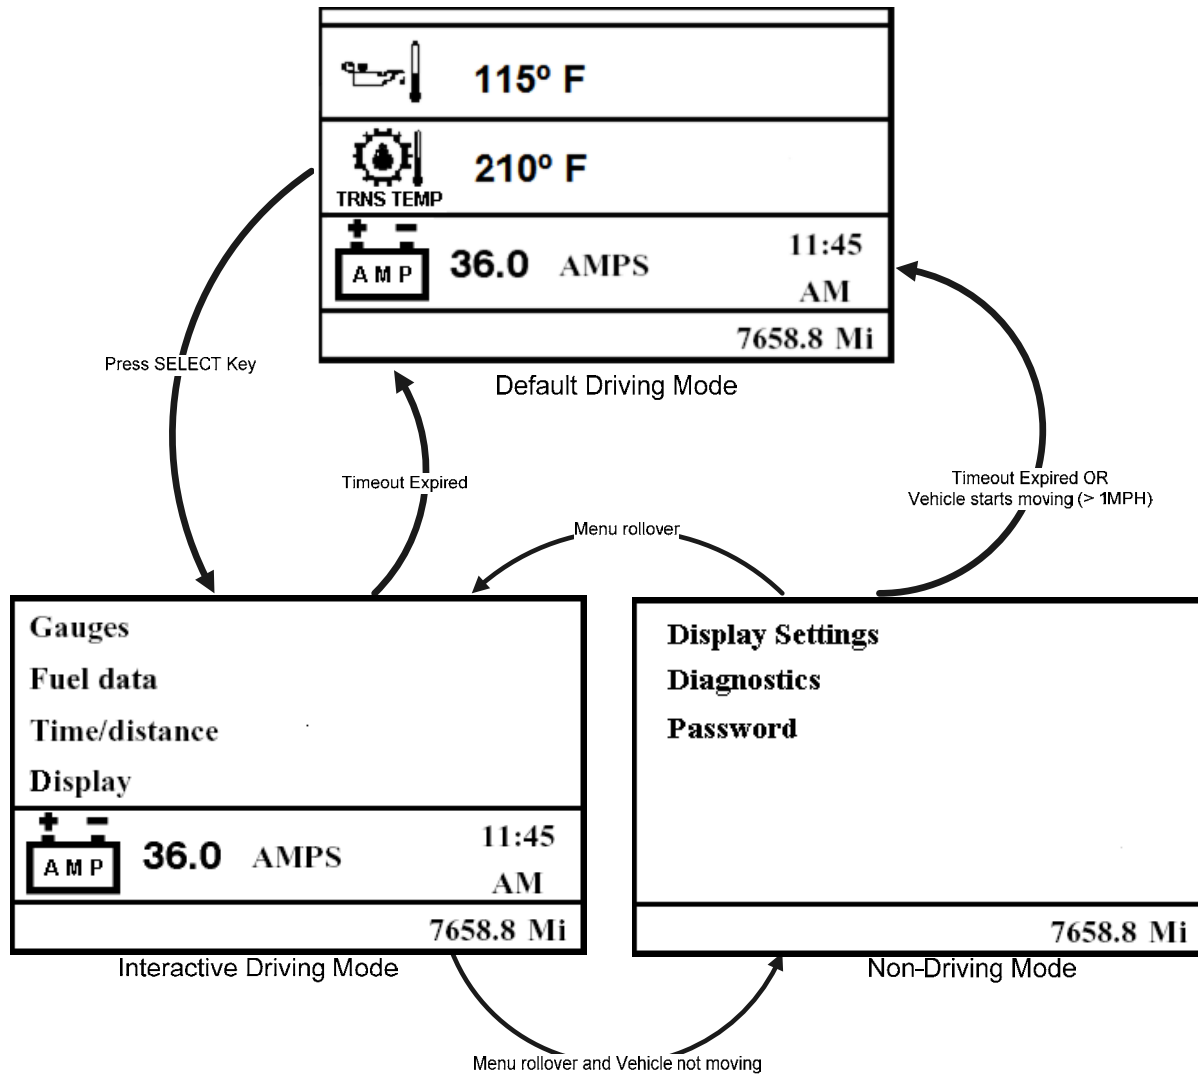 115º F
210º F
TRNS TEMP
+ -
AMP
36.0 AMPS
11:45
AM
7658.8 Mi
Default Driving Mode
Press SELECT Key
Timeout Expired
Timeout Expired OR
Vehicle starts moving (> 1MPH)
Menu rollover
Gauges
Fuel data
Time/distance
Display
+ -
AMP
36.0 AMPS
11:45
AM
7658.8 Mi
Interactive Driving Mode
Display Settings
Diagnostics
Password
7658.8 Mi
Non-Driving Mode
Menu rollover and Vehicle not moving